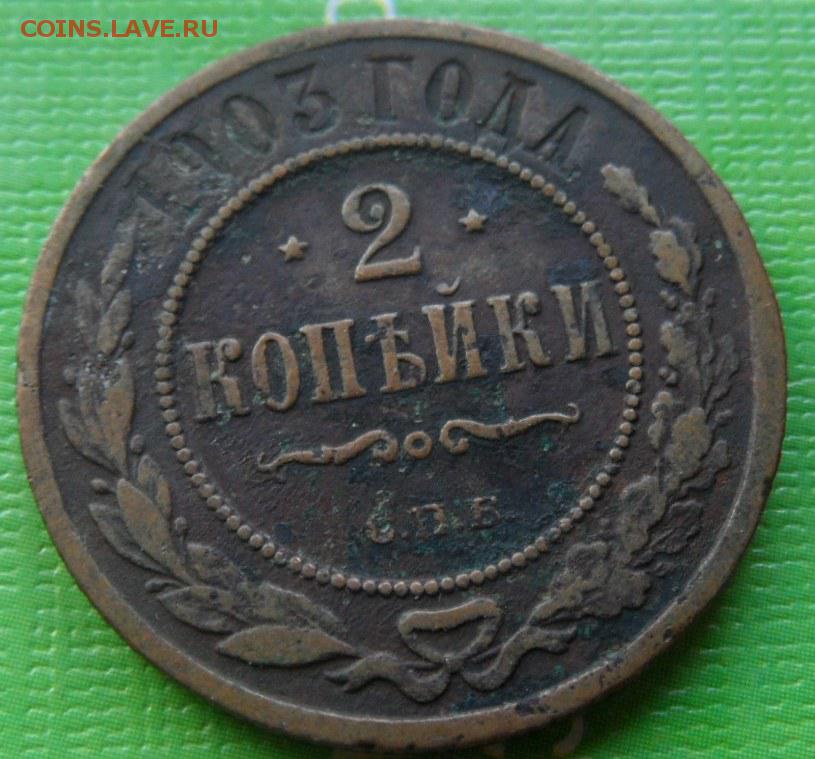 COINS.LAVE.RU
1903 ГОДА
2
КОПѢЙКИ
С.П.Б.